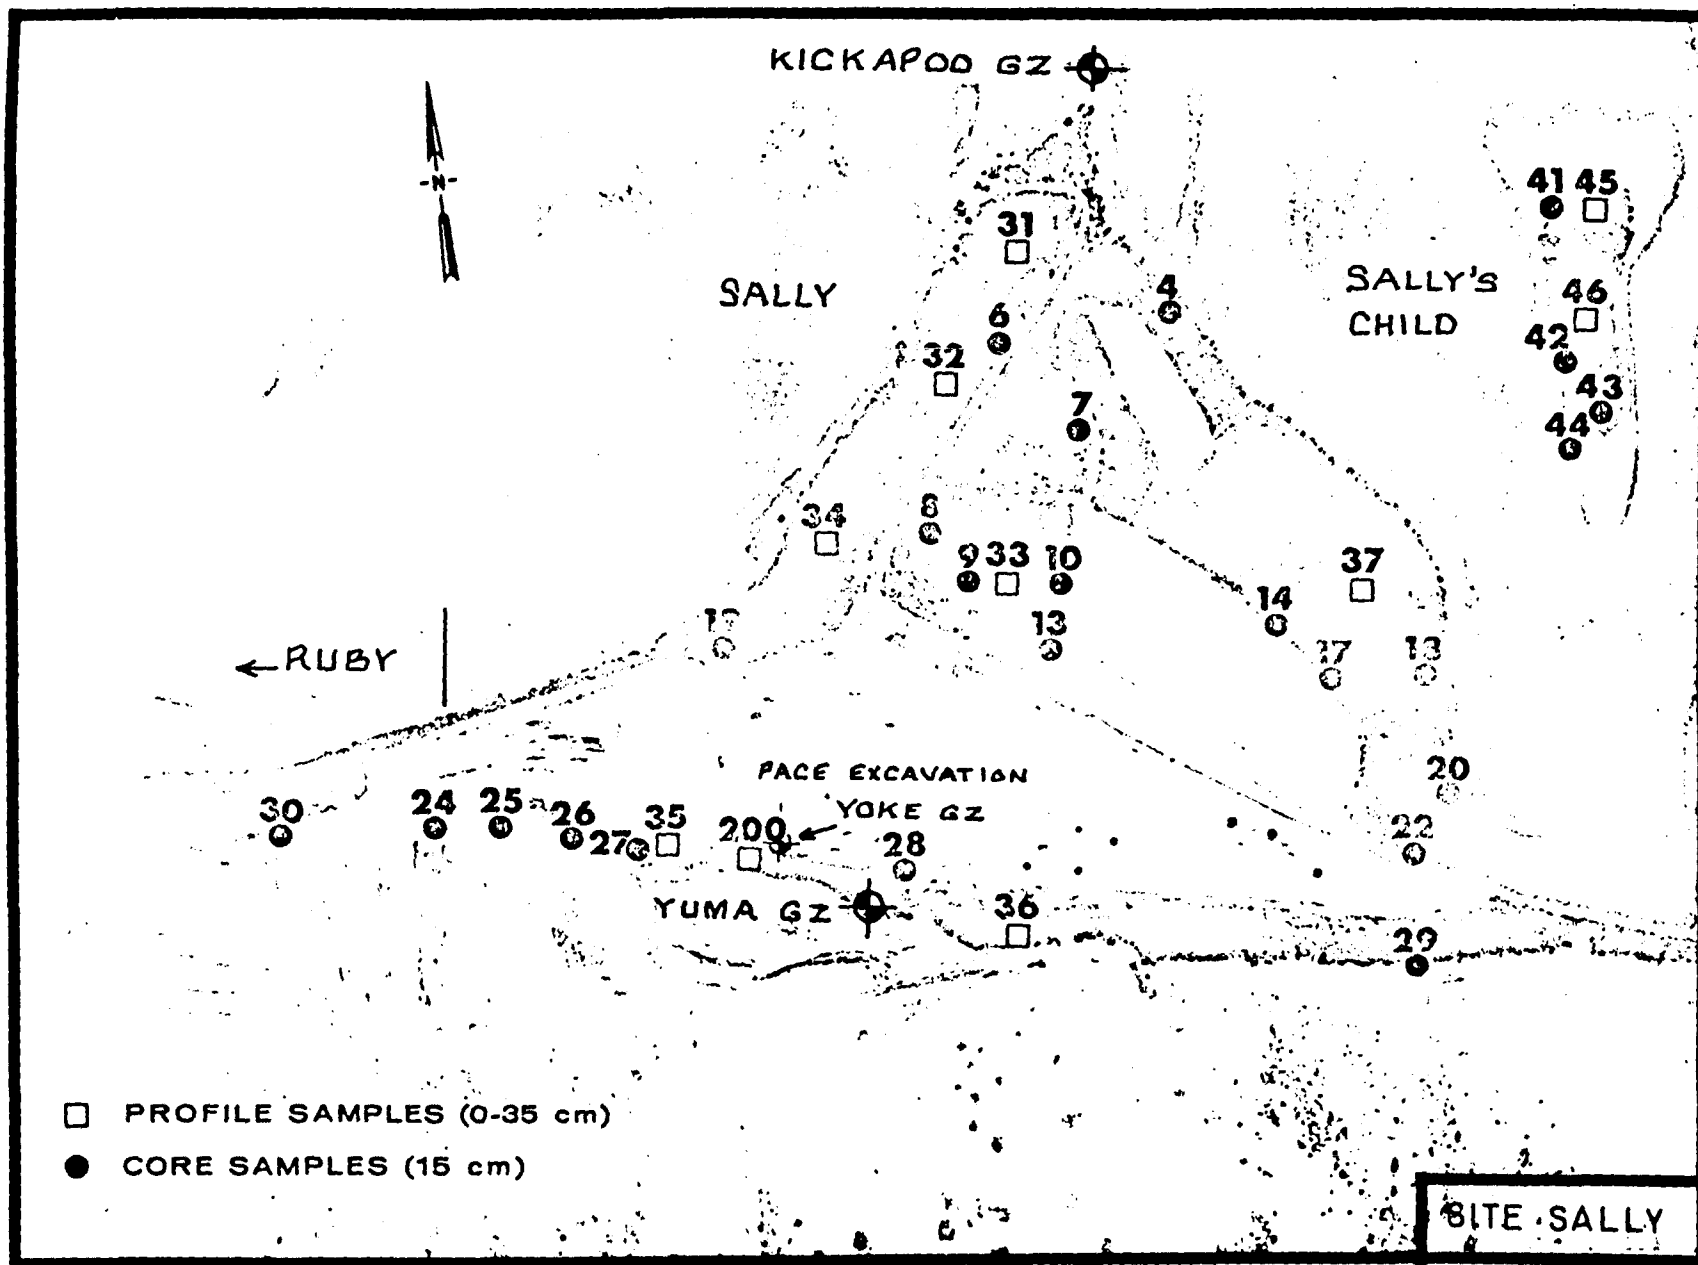 KICKAPOO GZ
-N-
41 45
31
SALLY
4
SALLY'S
CHILD
46
6
42
32
43
7
44
8
34
9 33 10
37
14
13
← RUBY
17
PACE EXCAVATION
20
YOKE GZ
30 24 25 26 27 35 200
28
22
YUMA GZ
36
29
PROFILE SAMPLES (0-35 cm)
CORE SAMPLES (15 cm)
SITE SALLY